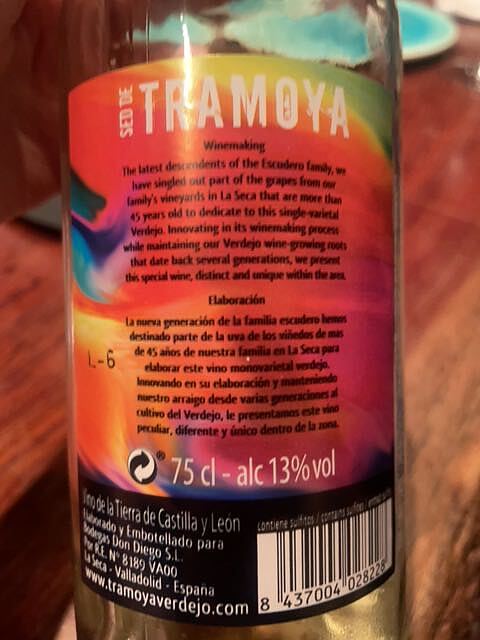 SED DE
TRAMOYA
Winemaking
The latest descendents of the Escudero family, we
have singled out part of the grapes from our
family's vineyards in La Seca that are more than
45 years old to dedicate to this single-varietal
Verdejo. Innovating in its winemaking process
while maintaining our Verdejo wine-growing roots
that date back several generations, we present
this special wine, distinct and unique within the area.
Elaboración
La nueva generación de la familia escudero hemos
destinado parte de la uva de los viñedos de mas
de 45 años de nuestra familia en La Seca para
elaborar este vino monovarietal verdejo.
Innovando en su elaboración y manteniendo
nuestro arraigo desde varias generaciones al
cultivo del Verdejo, le presentamos este vino
peculiar, diferente y único dentro de la zona.
L-6
® 75 cl - alc 13% vol
Vino de la Tierra de Castilla y León
Elaborado y Embotellado para
Bodegas Don Diego S.L.
Por R.E. Nº 8189 VA00
La Seca - Valladolid - España
www.tramoyaverdejo.com
contiene sulfitos / contains sulfites /
8 437004 028228